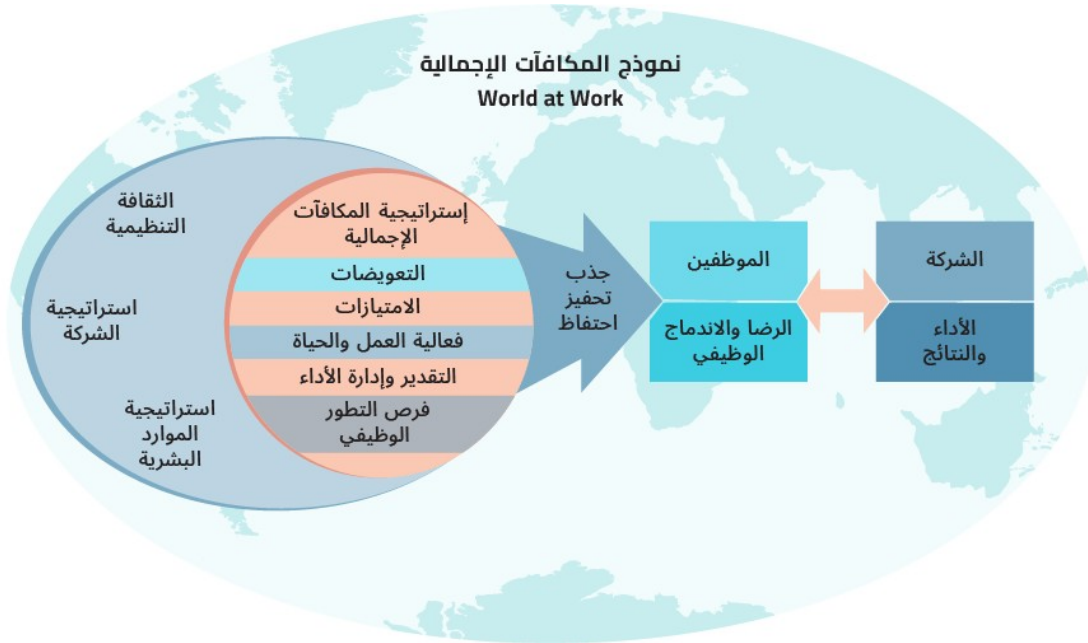 نموذج المكافآت الإجمالية
World at Work
الثقافة
التنظيمية
استراتيجية
الشركة
استراتيجية
الموارد
البشرية
إستراتيجية المكافآت
الإجمالية
التعويضات
الامتيازات
فعالية العمل والحياة
التقدير وإدارة الأداء
فرص التطور
الوظيفي
جذب
تحفيز
احتفاظ
الموظفين
الرضا والاندماج
الوظيفي
الشركة
الأداء
والنتائج